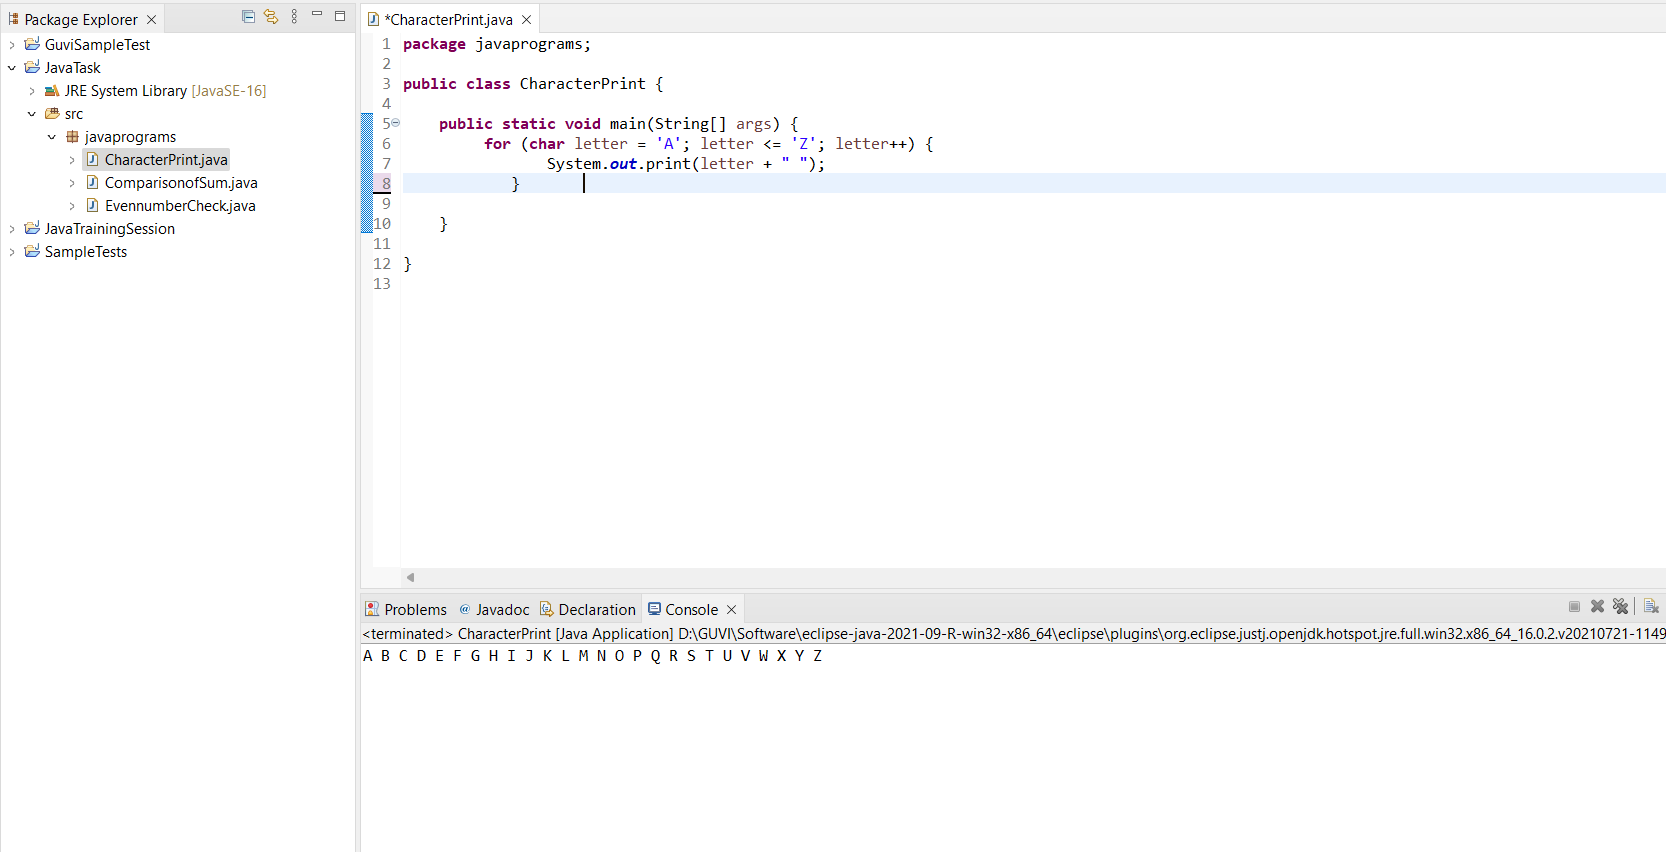 Package Explorer
GuviSampleTest
JavaTask
JRE System Library [JavaSE-16]
src
javaprograms
CharacterPrint.java
ComparisonofSum.java
EvennumberCheck.java
JavaTrainingSession
SampleTests
*CharacterPrint.java
1 package javaprograms;
2
3 public class CharacterPrint {
4
5     public static void main(String[] args) {
6         for (char letter = 'A'; letter <= 'Z'; letter++) {
7                 System.out.print(letter + " ");
8             }
9
10     }
11
12 }
13
Problems @ Javadoc Declaration Console
<terminated> CharacterPrint [Java Application] D:\GUVI\Software\eclipse-java-2021-09-R-win32-x86_64\eclipse\plugins\org.eclipse.justj.openjdk.hotspot.jre.full.win32.x86_64_16.0.2.v20210721-1149
A B C D E F G H I J K L M N O P Q R S T U V W X Y Z